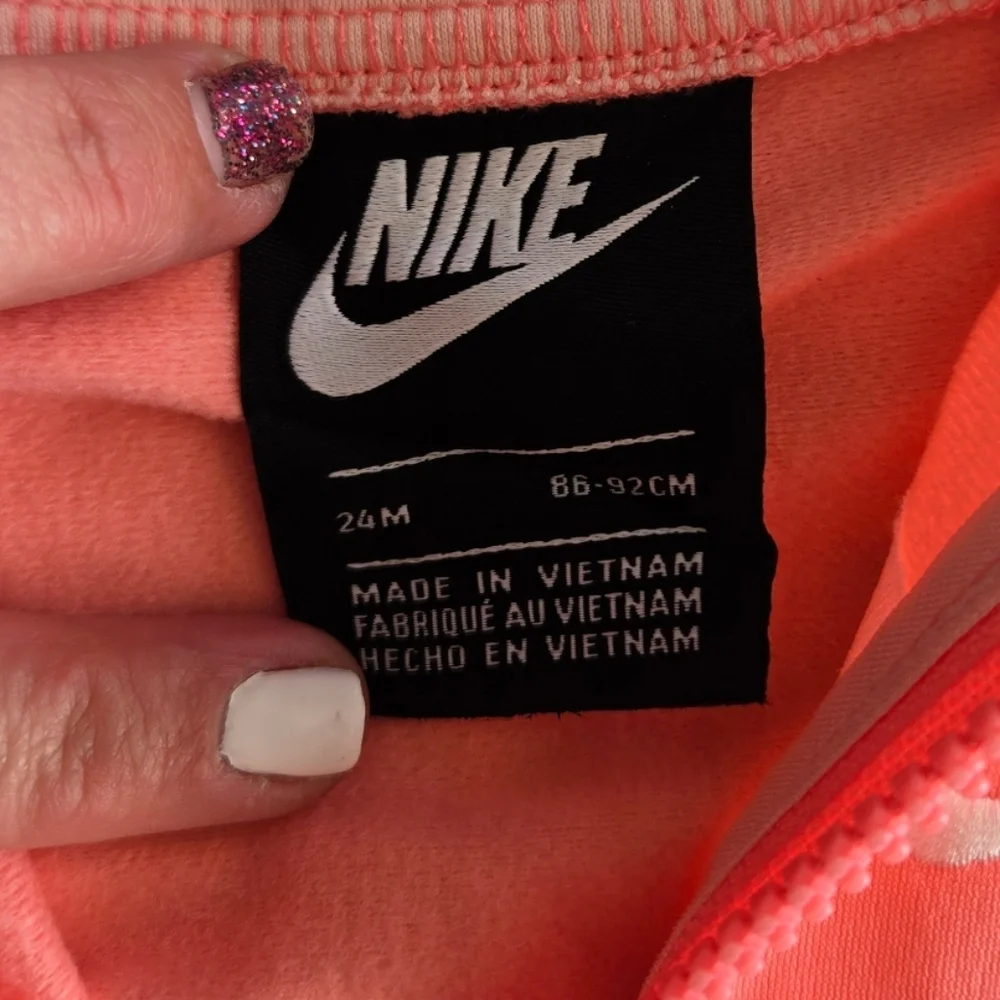 NIKE
24M 86-92CM
MADE IN VIETNAM
FABRIQUÉ AU VIETNAM
HECHO EN VIETNAM